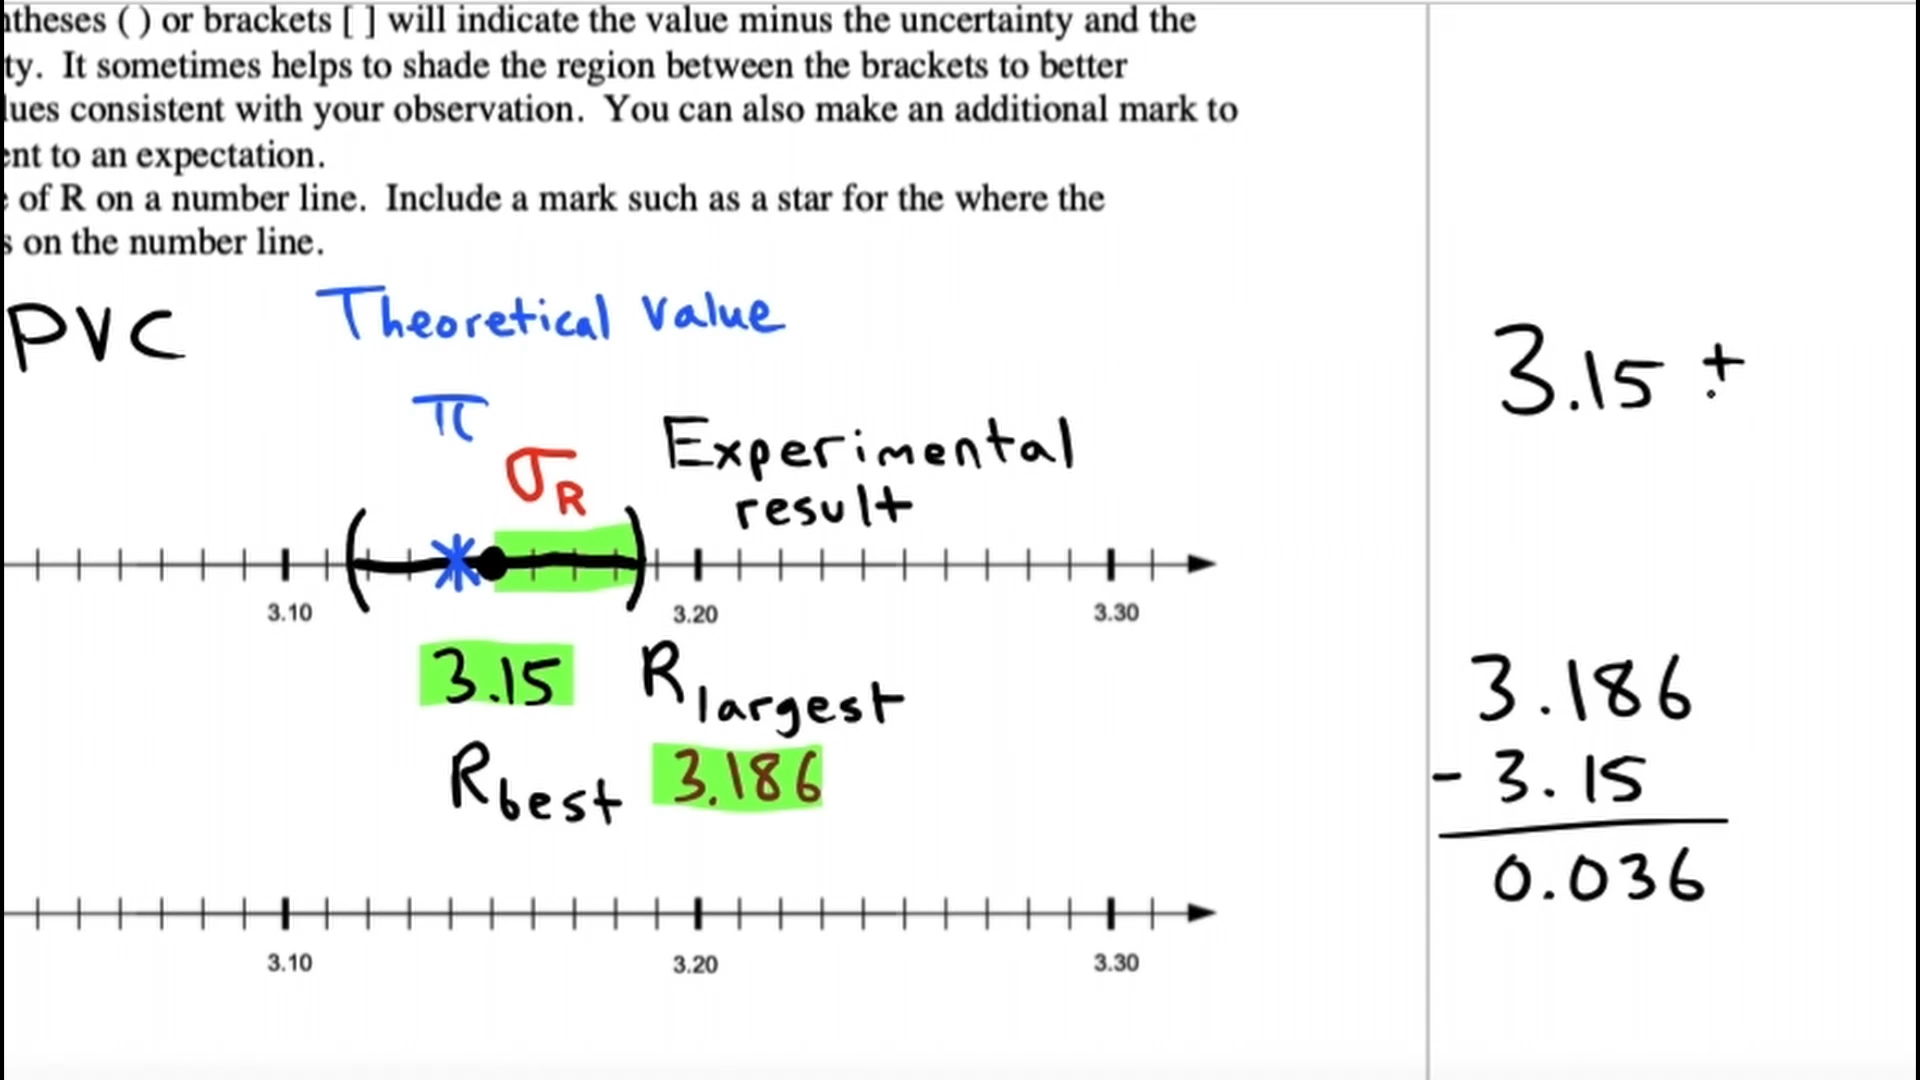 ntheses ( ) or brackets [ ] will indicate the value minus the uncertainty and the
ty. It sometimes helps to shade the region between the brackets to better
lues consistent with your observation. You can also make an additional mark to
ent to an expectation.
of R on a number line. Include a mark such as a star for the where the
s on the number line.
PVC
Theoretical value
π
σR
Experimental
result
3.10
3.20
3.30
3.15
Rlargest
Rbest
3.186
3.10
3.20
3.30
3.15 ±
3.186
- 3.15
0.036